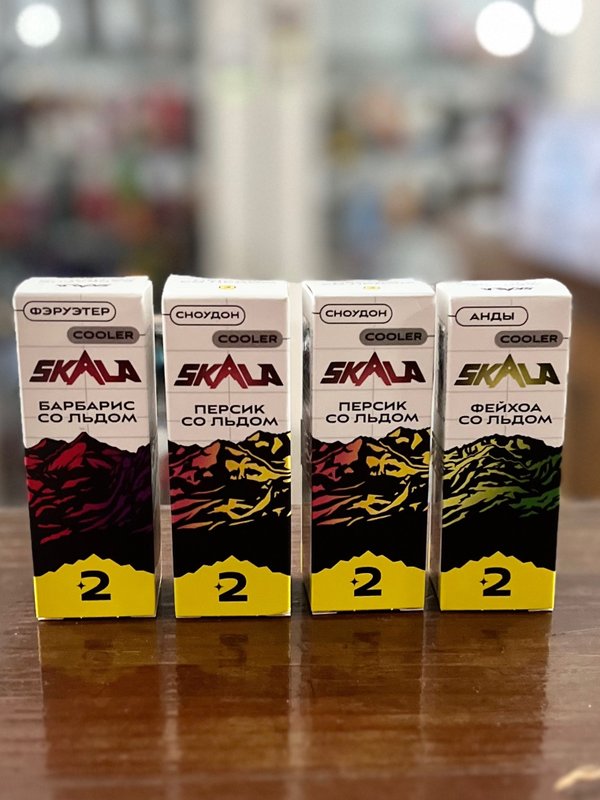 ФЭРУЭТЕР
COOLER
SKALA
БАРБАРИС
СО ЛЬДОМ
2
СНОУДОН
COOLER
SKALA
ПЕРСИК
СО ЛЬДОМ
2
СНОУДОН
COOLER
SKALA
ПЕРСИК
СО ЛЬДОМ
2
АНДЫ
COOLER
SKALA
ФЕЙХОА
СО ЛЬДОМ
2